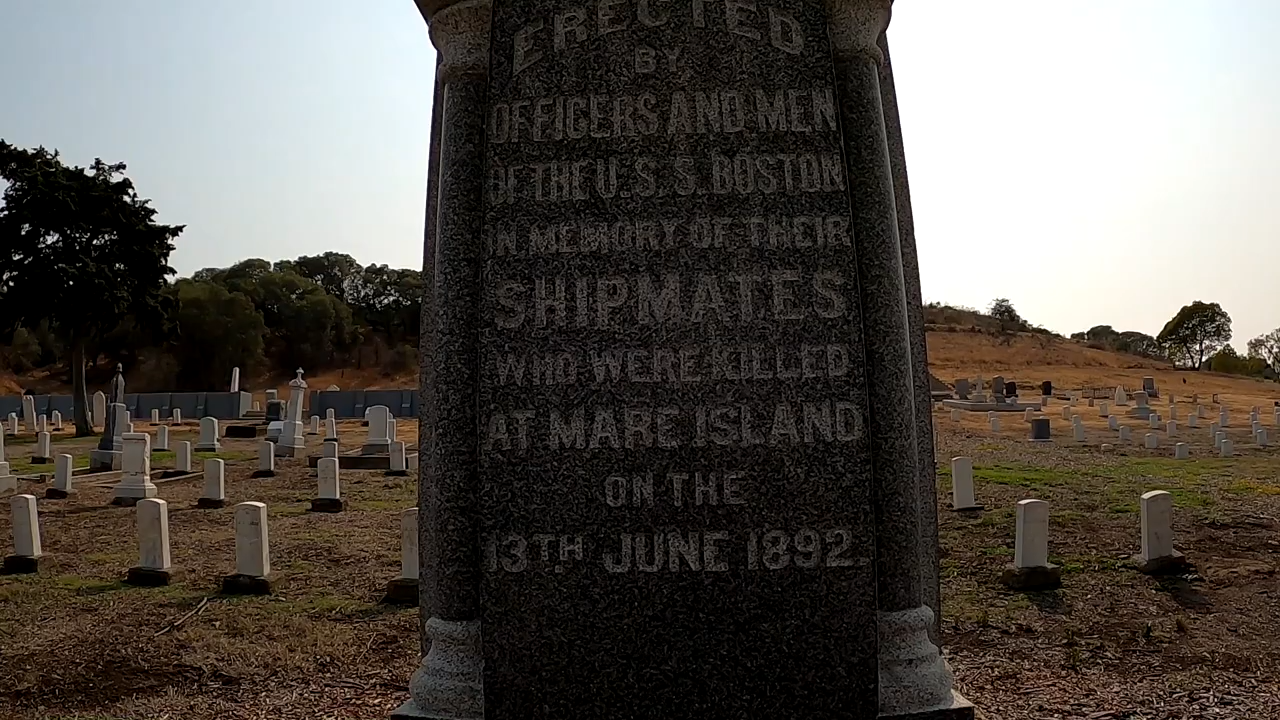 ERECTED
BY
OFFICERS AND MEN
OF THE U.S.S. BOSTON
IN MEMORY OF THEIR
SHIPMATES
WHO WERE KILLED
AT MARE ISLAND
ON THE
13TH JUNE 1892.